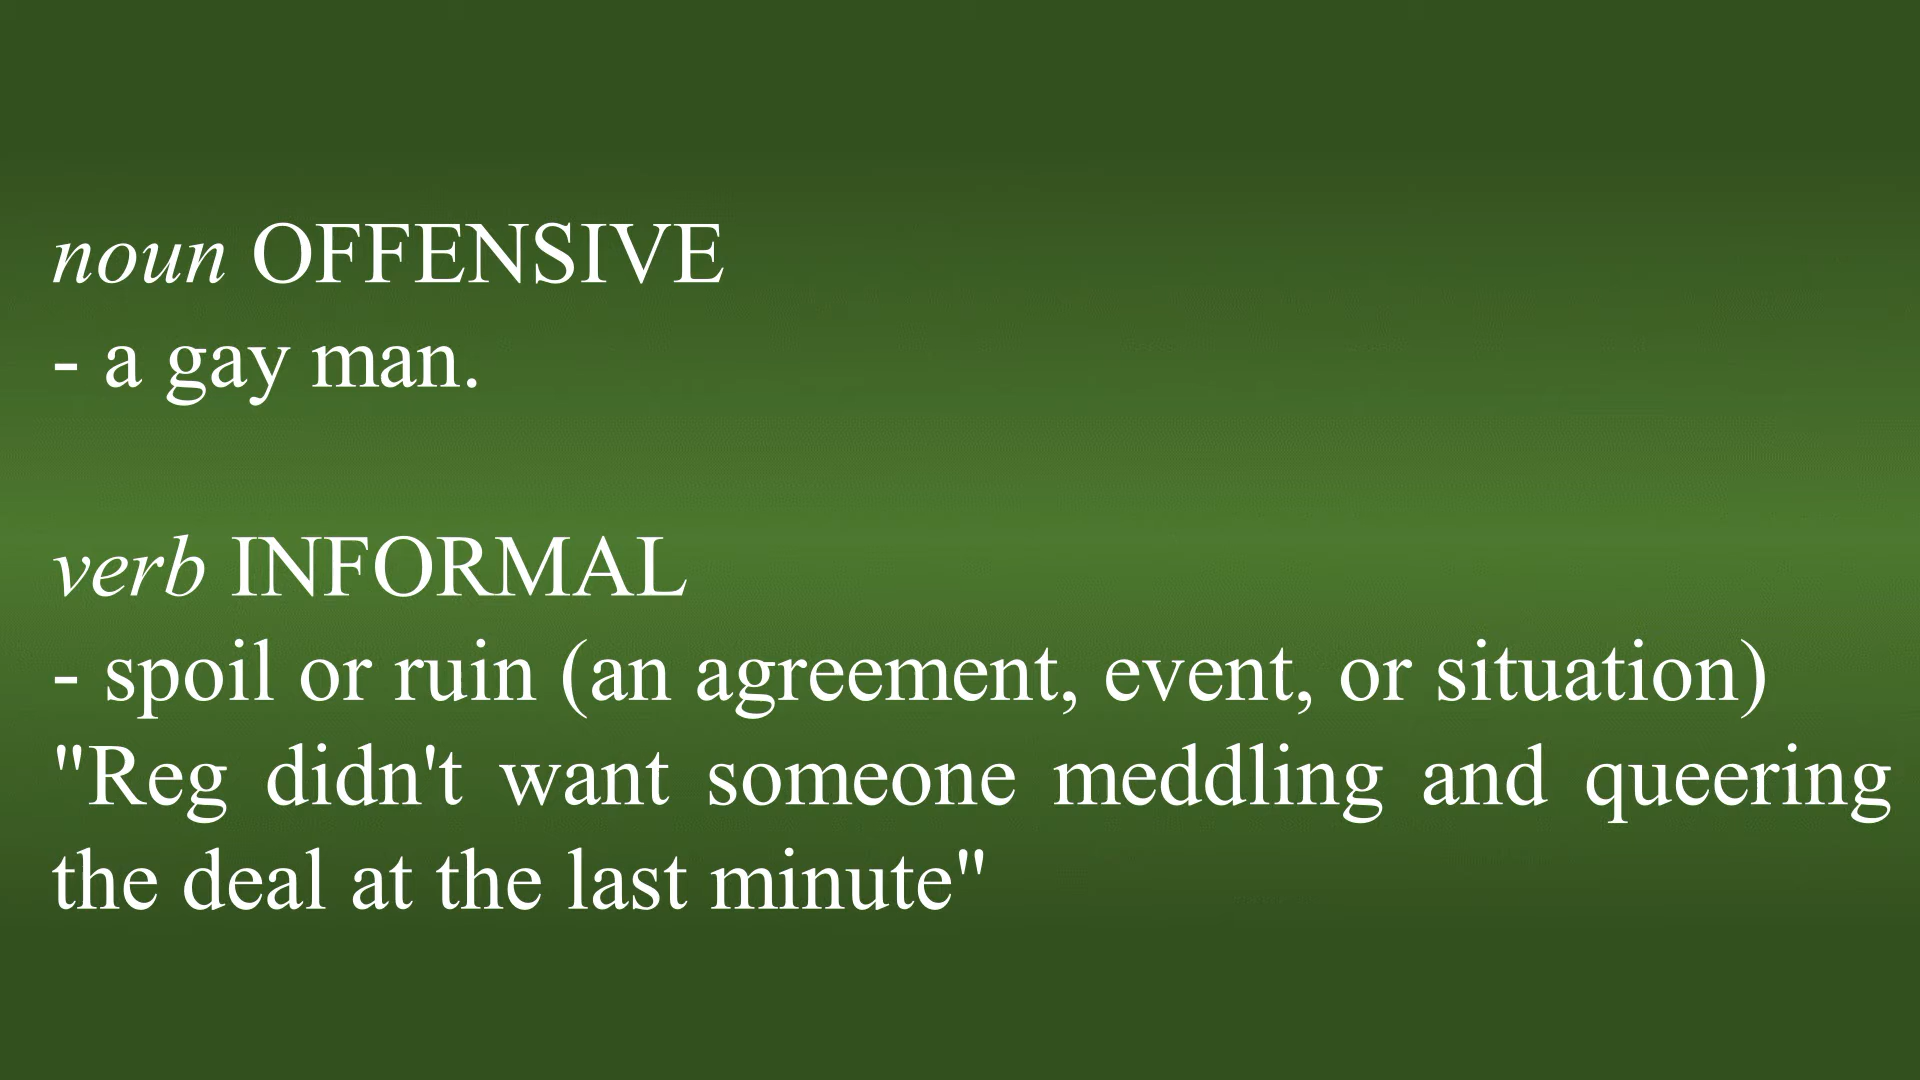 noun OFFENSIVE
- a gay man.
verb INFORMAL
- spoil or ruin (an agreement, event, or situation)
"Reg didn't want someone meddling and queering
the deal at the last minute"